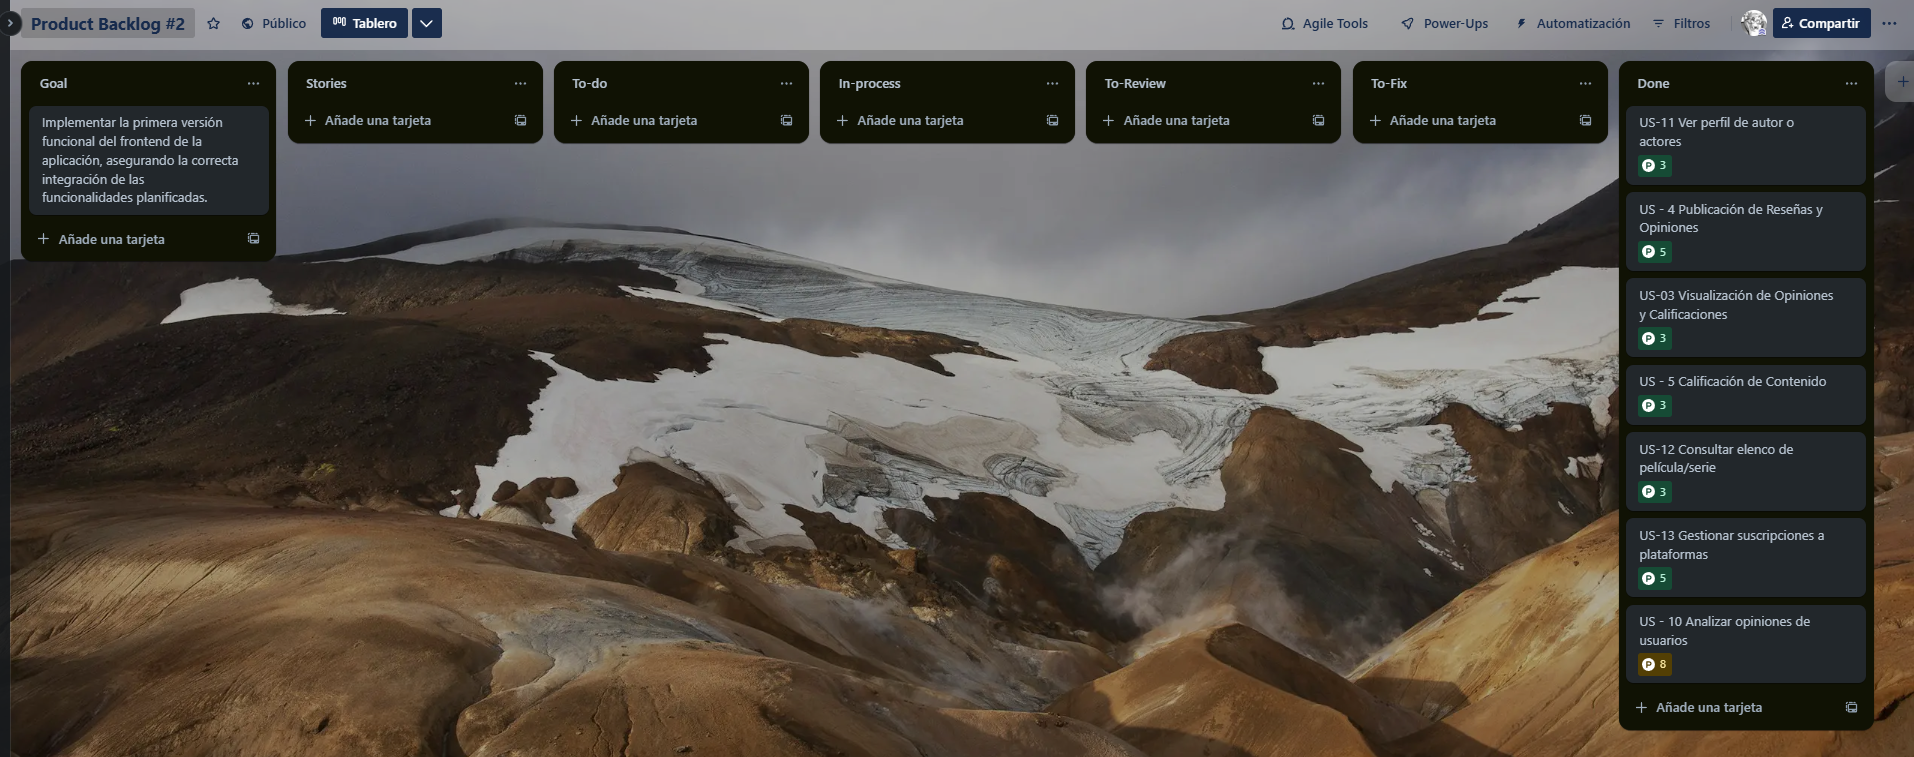 Product Backlog #2
Público
Tablero
Agile Tools
Power-Ups
Automatización
Filtros
Compartir
Goal
Implementar la primera versión
funcional del frontend de la
aplicación, asegurando la correcta
integración de las
funcionalidades planificadas.
Añade una tarjeta
Stories
Añade una tarjeta
To-do
Añade una tarjeta
In-process
Añade una tarjeta
To-Review
Añade una tarjeta
To-Fix
Añade una tarjeta
Done
US-11 Ver perfil de autor o
actores
P 3
US - 4 Publicación de Reseñas y
Opiniones
P 5
US-03 Visualización de Opiniones
y Calificaciones
P 3
US - 5 Calificación de Contenido
P 3
US-12 Consultar elenco de
película/serie
P 3
US-13 Gestionar suscripciones a
plataformas
P 5
US - 10 Analizar opiniones de
usuarios
P 8
Añade una tarjeta